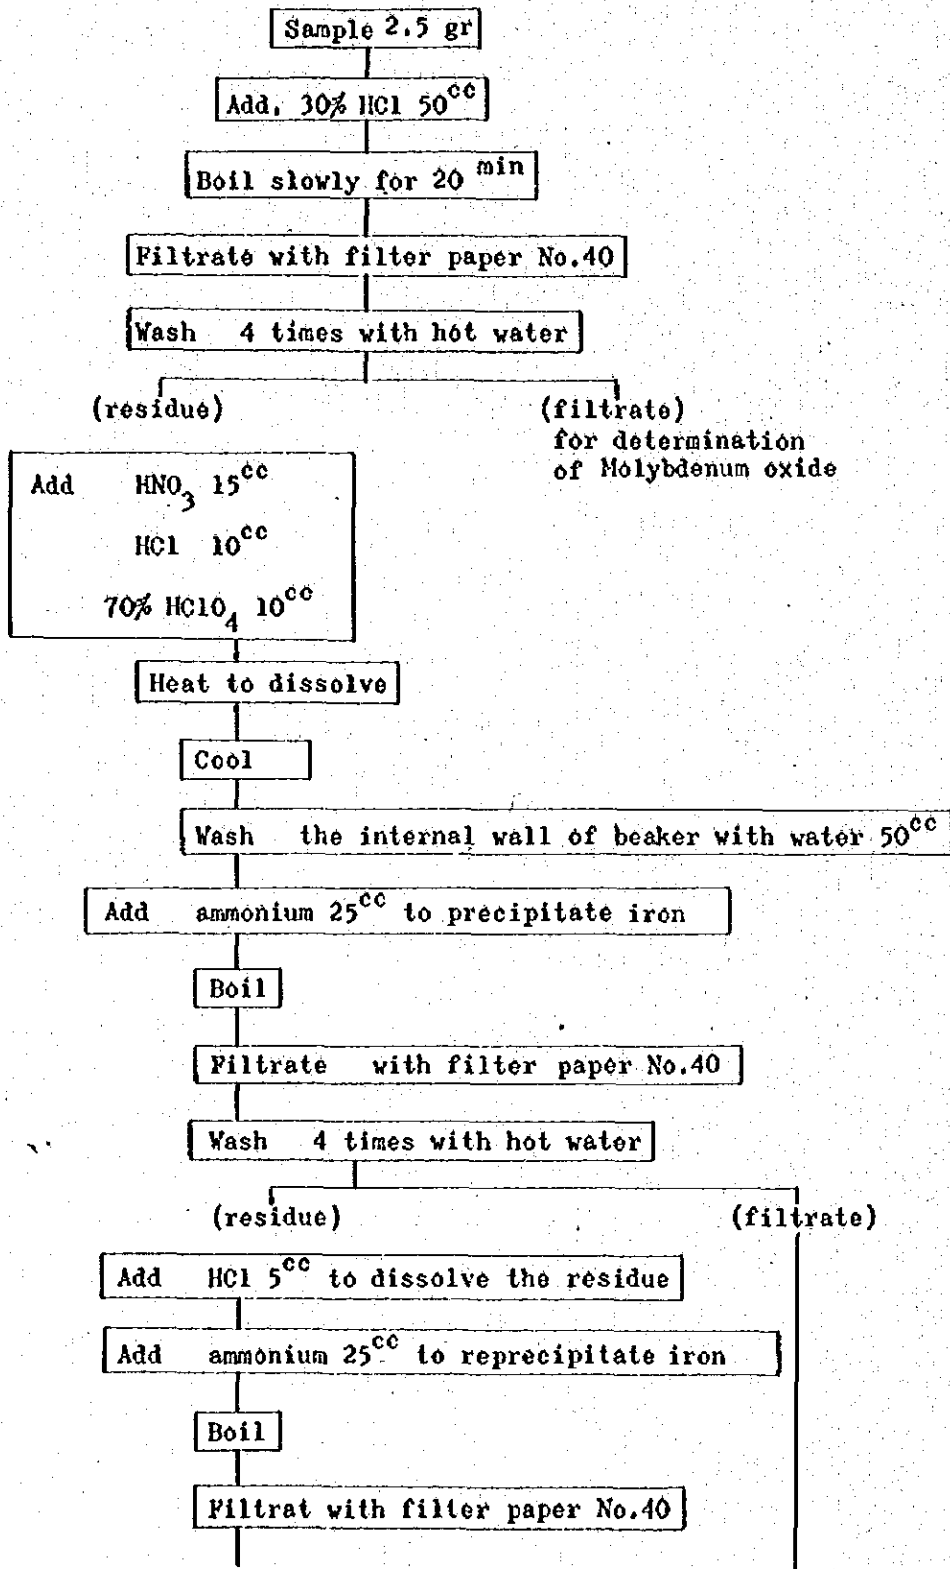 Sample 2.5 gr
Add. 30% HCl 50cc
Boil slowly for 20 min
Filtrate with filter paper No.40
Wash 4 times with hot water
(residue) (filtrate)
for determination
of Molybdenum oxide
Add HNO3 15cc
HCl 10cc
70% HClO4 10cc
Heat to dissolve
Cool
Wash the internal wall of beaker with water 50cc
Add ammonium 25cc to precipitate iron
Boil
Filtrate with filter paper No.40
Wash 4 times with hot water
(residue) (filtrate)
Add HCl 5cc to dissolve the residue
Add ammonium 25cc to reprecipitate iron
Boil
Filtrat with filter paper No.40